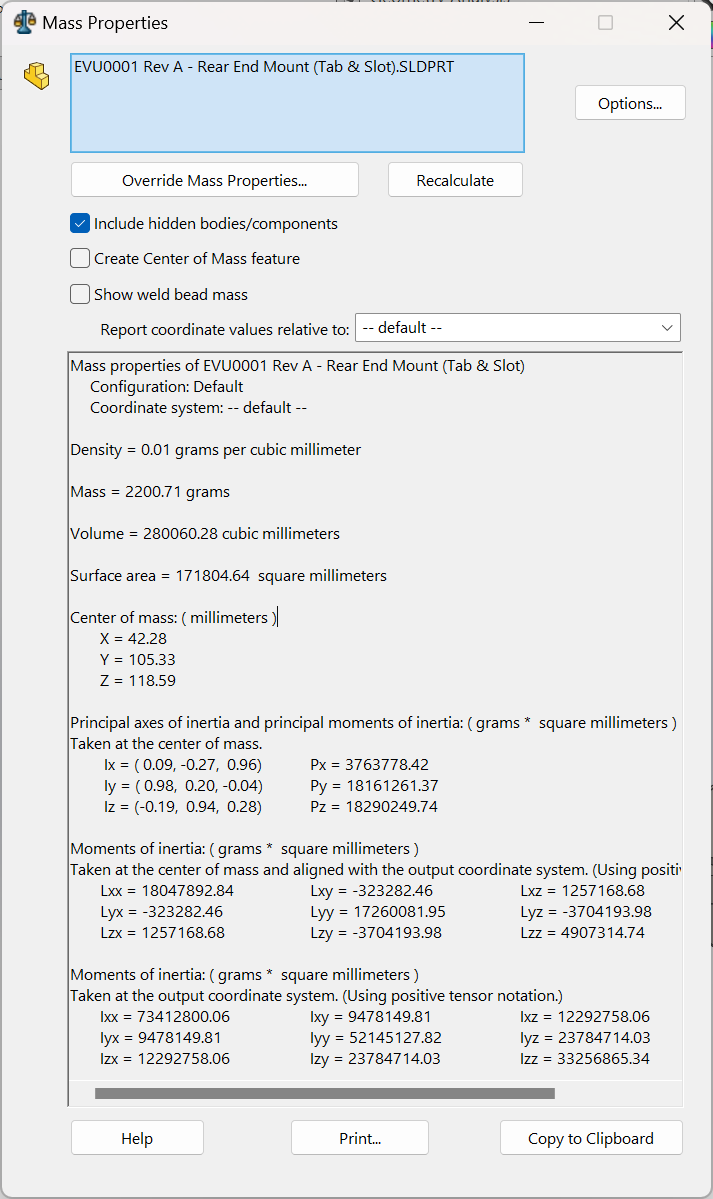 Mass Properties
EVU0001 Rev A - Rear End Mount (Tab & Slot).SLDPRT
Options...
Override Mass Properties...
Recalculate
Include hidden bodies/components
Create Center of Mass feature
Show weld bead mass
Report coordinate values relative to:
-- default --
Mass properties of EVU0001 Rev A - Rear End Mount (Tab & Slot)
Configuration: Default
Coordinate system: -- default --
Density = 0.01 grams per cubic millimeter
Mass = 2200.71 grams
Volume = 280060.28 cubic millimeters
Surface area = 171804.64 square millimeters
Center of mass: ( millimeters )
X = 42.28
Y = 105.33
Z = 118.59
Principal axes of inertia and principal moments of inertia: ( grams * square millimeters )
Taken at the center of mass.
Ix = ( 0.09, -0.27, 0.96) Px = 3763778.42
Iy = ( 0.98, 0.20, -0.04) Py = 18161261.37
Iz = (-0.19, 0.94, 0.28) Pz = 18290249.74
Moments of inertia: ( grams * square millimeters )
Taken at the center of mass and aligned with the output coordinate system. (Using positi
Lxx = 18047892.84 Lxy = -323282.46 Lxz = 1257168.68
Lyx = -323282.46 Lyy = 17260081.95 Lyz = -3704193.98
Lzx = 1257168.68 Lzy = -3704193.98 Lzz = 4907314.74
Moments of inertia: ( grams * square millimeters )
Taken at the output coordinate system. (Using positive tensor notation.)
Ixx = 73412800.06 Ixy = 9478149.81 Ixz = 12292758.06
Iyx = 9478149.81 Iyy = 52145127.82 Iyz = 23784714.03
Izx = 12292758.06 Izy = 23784714.03 Izz = 33256865.34
Help
Print...
Copy to Clipboard